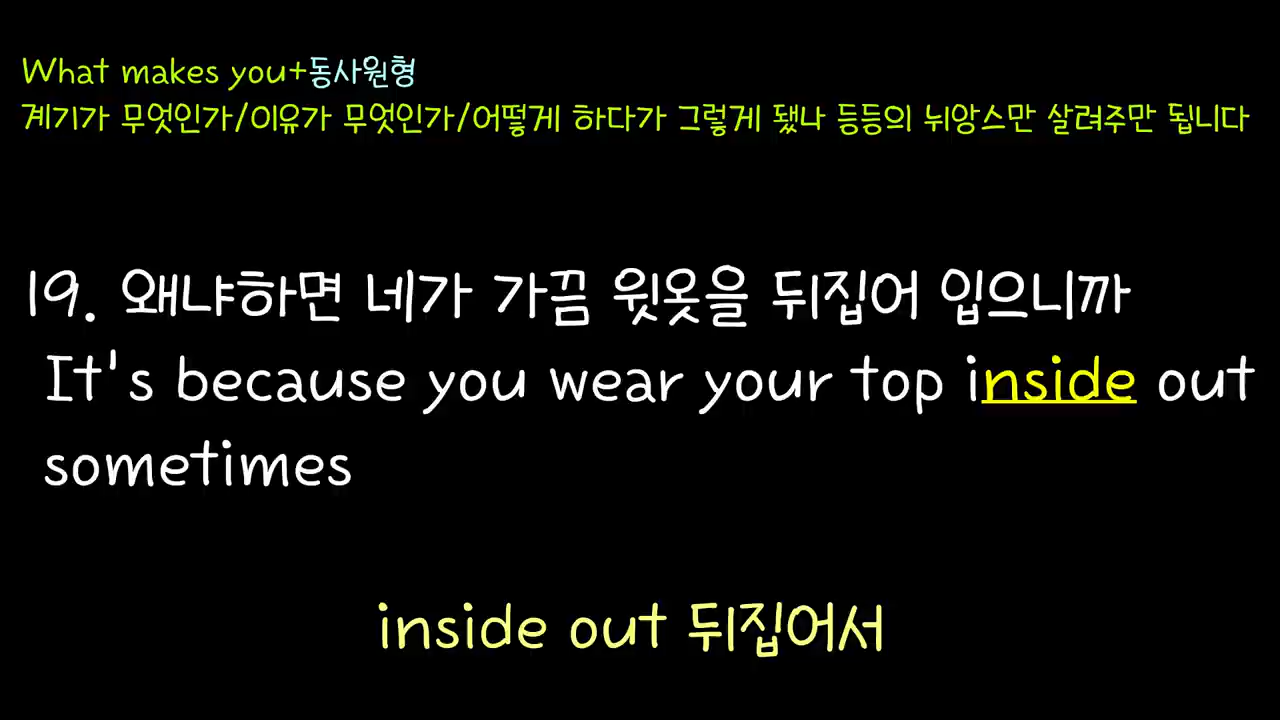 What makes you+동사원형
계기가 무엇인가/이유가 무엇인가/어떻게 하다가 그렇게 됐나 등등의 뉘앙스만 살려주만 됩니다
19. 왜냐하면 네가 가끔 윗옷을 뒤집어 입으니까
It's because you wear your top inside out
sometimes
inside out 뒤집어서